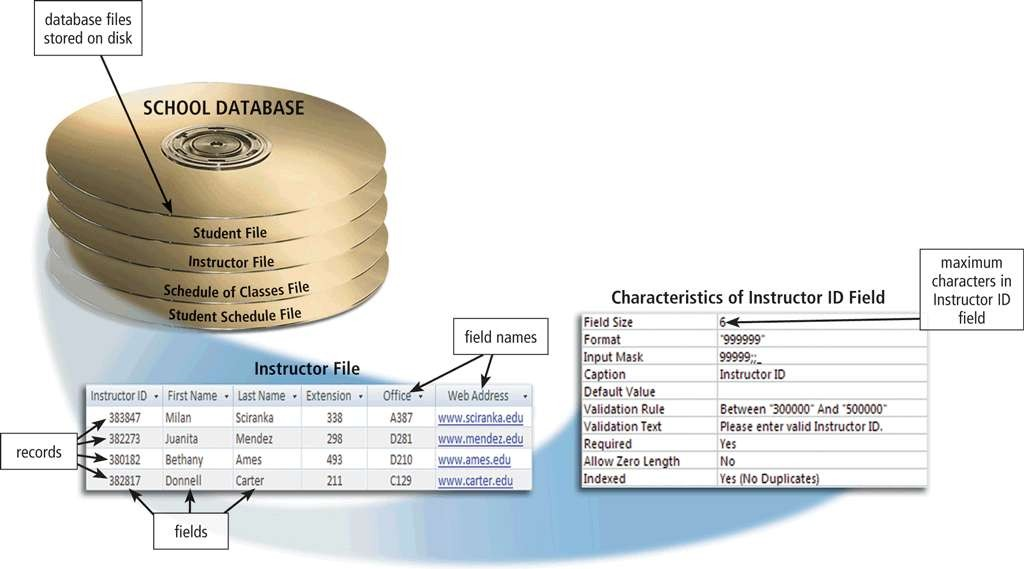 database files
stored on disk
SCHOOL DATABASE
Student File
Instructor File
Schedule of Classes File
Student Schedule File
maximum
characters in
Instructor ID
field
Characteristics of Instructor ID Field
Field Size 6
Format "999999"
Input Mask 99999;;_
Caption Instructor ID
Default Value
Validation Rule Between "300000" And "500000"
Validation Text Please enter valid Instructor ID.
Required Yes
Allow Zero Length No
Indexed Yes (No Duplicates)
field names
Instructor File
Instructor ID First Name Last Name Extension Office Web Address
383847 Milan Sciranka 338 A387 www.sciranka.edu
382273 Juanita Mendez 298 D281 www.mendez.edu
380182 Bethany Ames 493 D210 www.ames.edu
382817 Donnell Carter 211 C129 www.carter.edu
records
fields